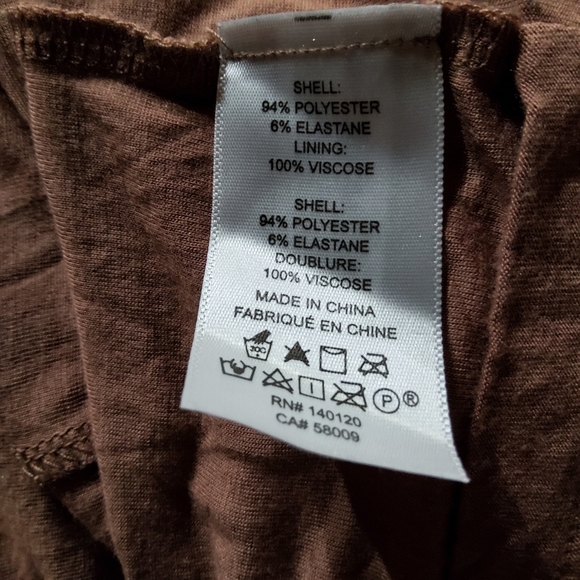 SHELL:
94% POLYESTER
6% ELASTANE
LINING:
100% VISCOSE
SHELL:
94% POLYESTER
6% ELASTANE
DOUBLURE:
100% VISCOSE
MADE IN CHINA
FABRIQUÉ EN CHINE
P®
RN# 140120
CA# 58009